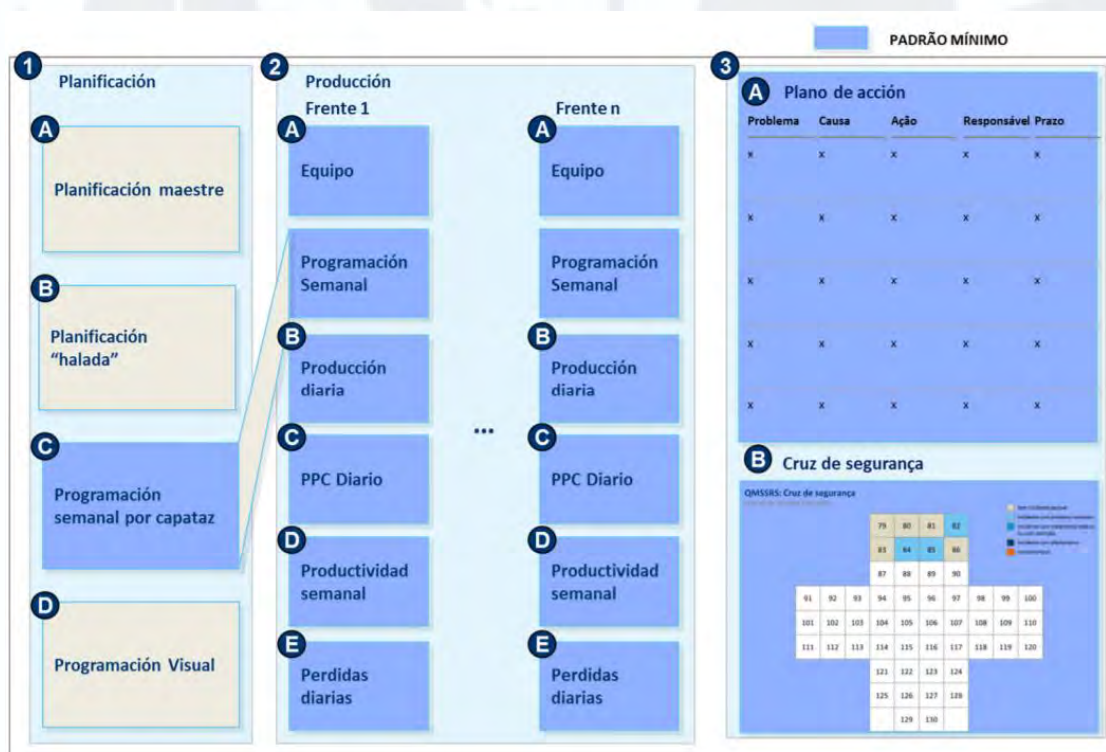 PADRÃO MÍNIMO
1
Planificación
A
Planificación maestre
B
Planificación
“halada”
C
Programación
semanal por capataz
D
Programación Visual
2
Producción
Frente 1
A
Equipo
Programación
Semanal
B
Producción
diaria
C
PPC Diario
D
Productividad
semanal
E
Perdidas
diarias
...
Frente n
A
Equipo
Programación
Semanal
B
Producción
diaria
C
PPC Diario
D
Productividad
semanal
E
Perdidas
diarias
3
A
Plano de acción
Problema Causa Ação Responsável Prazo
x x x x x
x x x x x
x x x x x
x x x x x
x x x x x
B
Cruz de segurança
QMSSRS: Cruz de segurança
79 80 81 82
83 84 85 86
87 88 89 90
91 92 93 94 95 96 97 98 99 100
101 102 103 104 105 106 107 108 109 110
111 112 113 114 115 116 117 118 119 120
121 122 123 124
125 126 127 128
129 130